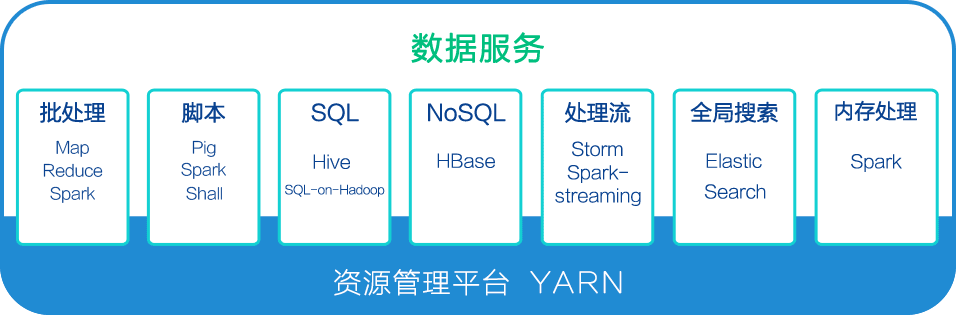 数据服务
批处理
Map
Reduce
Spark
脚本
Pig
Spark
Shall
SQL
Hive
SQL-on-Hadoop
NoSQL
HBase
处理流
Storm
Spark-
streaming
全局搜索
Elastic
Search
内存处理
Spark
资源管理平台 YARN